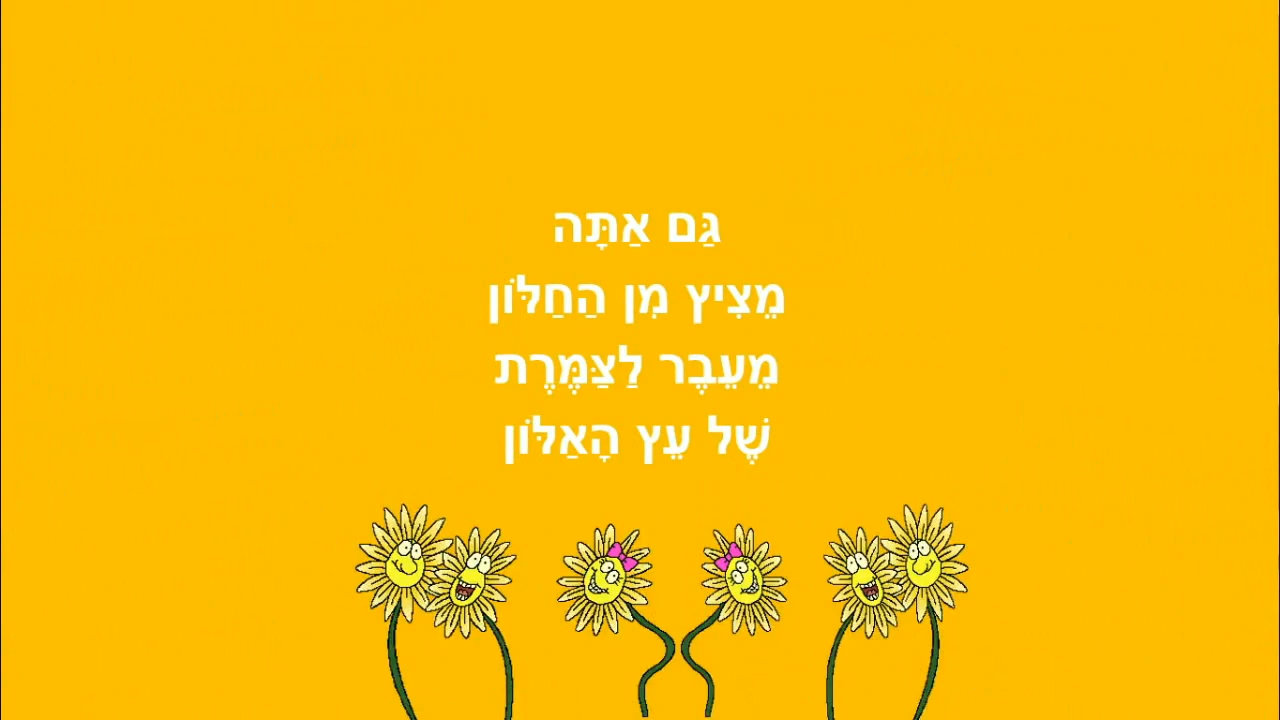 גַּם אַתָּה
מֵצִיץ מִן הַחַלּוֹן
מֵעֵבֶר לַצַּמֶּרֶת
שֶׁל עֵץ הָאַלּוֹן